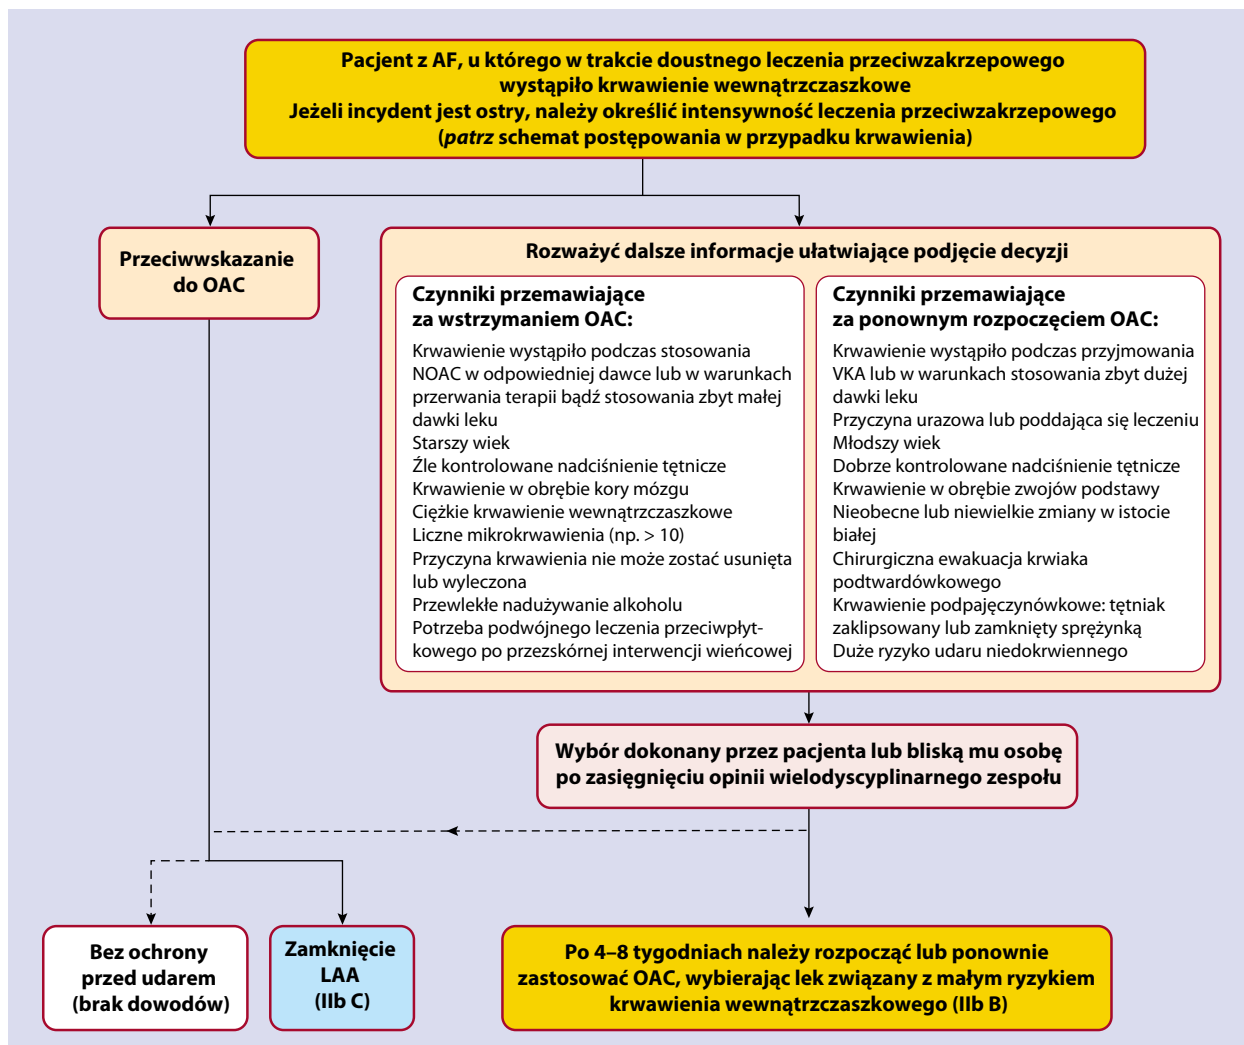 Pacjent z AF, u którego w trakcie doustnego leczenia przeciwzakrzepowego
wystąpiło krwawienie wewnątrzczaszkowe
Jeżeli incydent jest ostry, należy określić intensywność leczenia przeciwzakrzepowego
(patrz schemat postępowania w przypadku krwawienia)
Przeciwwskazanie
do OAC
Rozważyć dalsze informacje ułatwiające podjęcie decyzji
Czynniki przemawiające
za wstrzymaniem OAC:
Krwawienie wystąpiło podczas stosowania
NOAC w odpowiedniej dawce lub w warunkach
przerwania terapii bądź stosowania zbyt małej
dawki leku
Starszy wiek
Źle kontrolowane nadciśnienie tętnicze
Krwawienie w obrębie kory mózgu
Ciężkie krwawienie wewnątrzczaszkowe
Liczne mikrokrwawienia (np. > 10)
Przyczyna krwawienia nie może zostać usunięta
lub wyleczona
Przewlekłe nadużywanie alkoholu
Potrzeba podwójnego leczenia przeciwpłyt-
kowego po przezskórnej interwencji wieńcowej
Czynniki przemawiające
za ponownym rozpoczęciem OAC:
Krwawienie wystąpiło podczas przyjmowania
VKA lub w warunkach stosowania zbyt dużej
dawki leku
Przyczyna urazowa lub poddająca się leczeniu
Młodszy wiek
Dobrze kontrolowane nadciśnienie tętnicze
Krwawienie w obrębie zwojów podstawy
Nieobecne lub niewielkie zmiany w istocie
białej
Chirurgiczna ewakuacja krwiaka
podtwardówkowego
Krwawienie podpajęczynówkowe: tętniak
zaklipsowany lub zamknięty sprężynką
Duże ryzyko udaru niedokrwiennego
Wybór dokonany przez pacjenta lub bliską mu osobę
po zasięgnięciu opinii wielodyscyplinarnego zespołu
Bez ochrony
przed udarem
(brak dowodów)
Zamknięcie
LAA
(IIb C)
Po 4–8 tygodniach należy rozpocząć lub ponownie
zastosować OAC, wybierając lek związany z małym ryzykiem
krwawienia wewnątrzczaszkowego (IIb B)